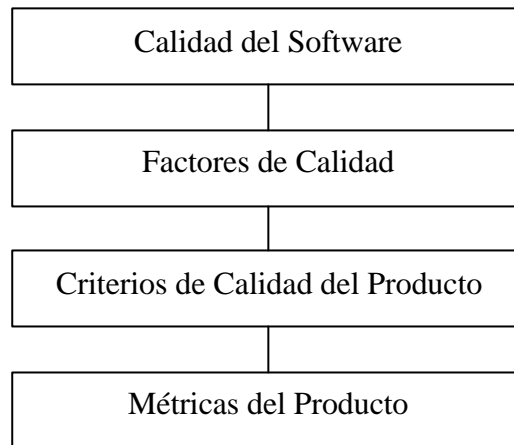 Calidad del Software
Factores de Calidad
Criterios de Calidad del Producto
Métricas del Producto